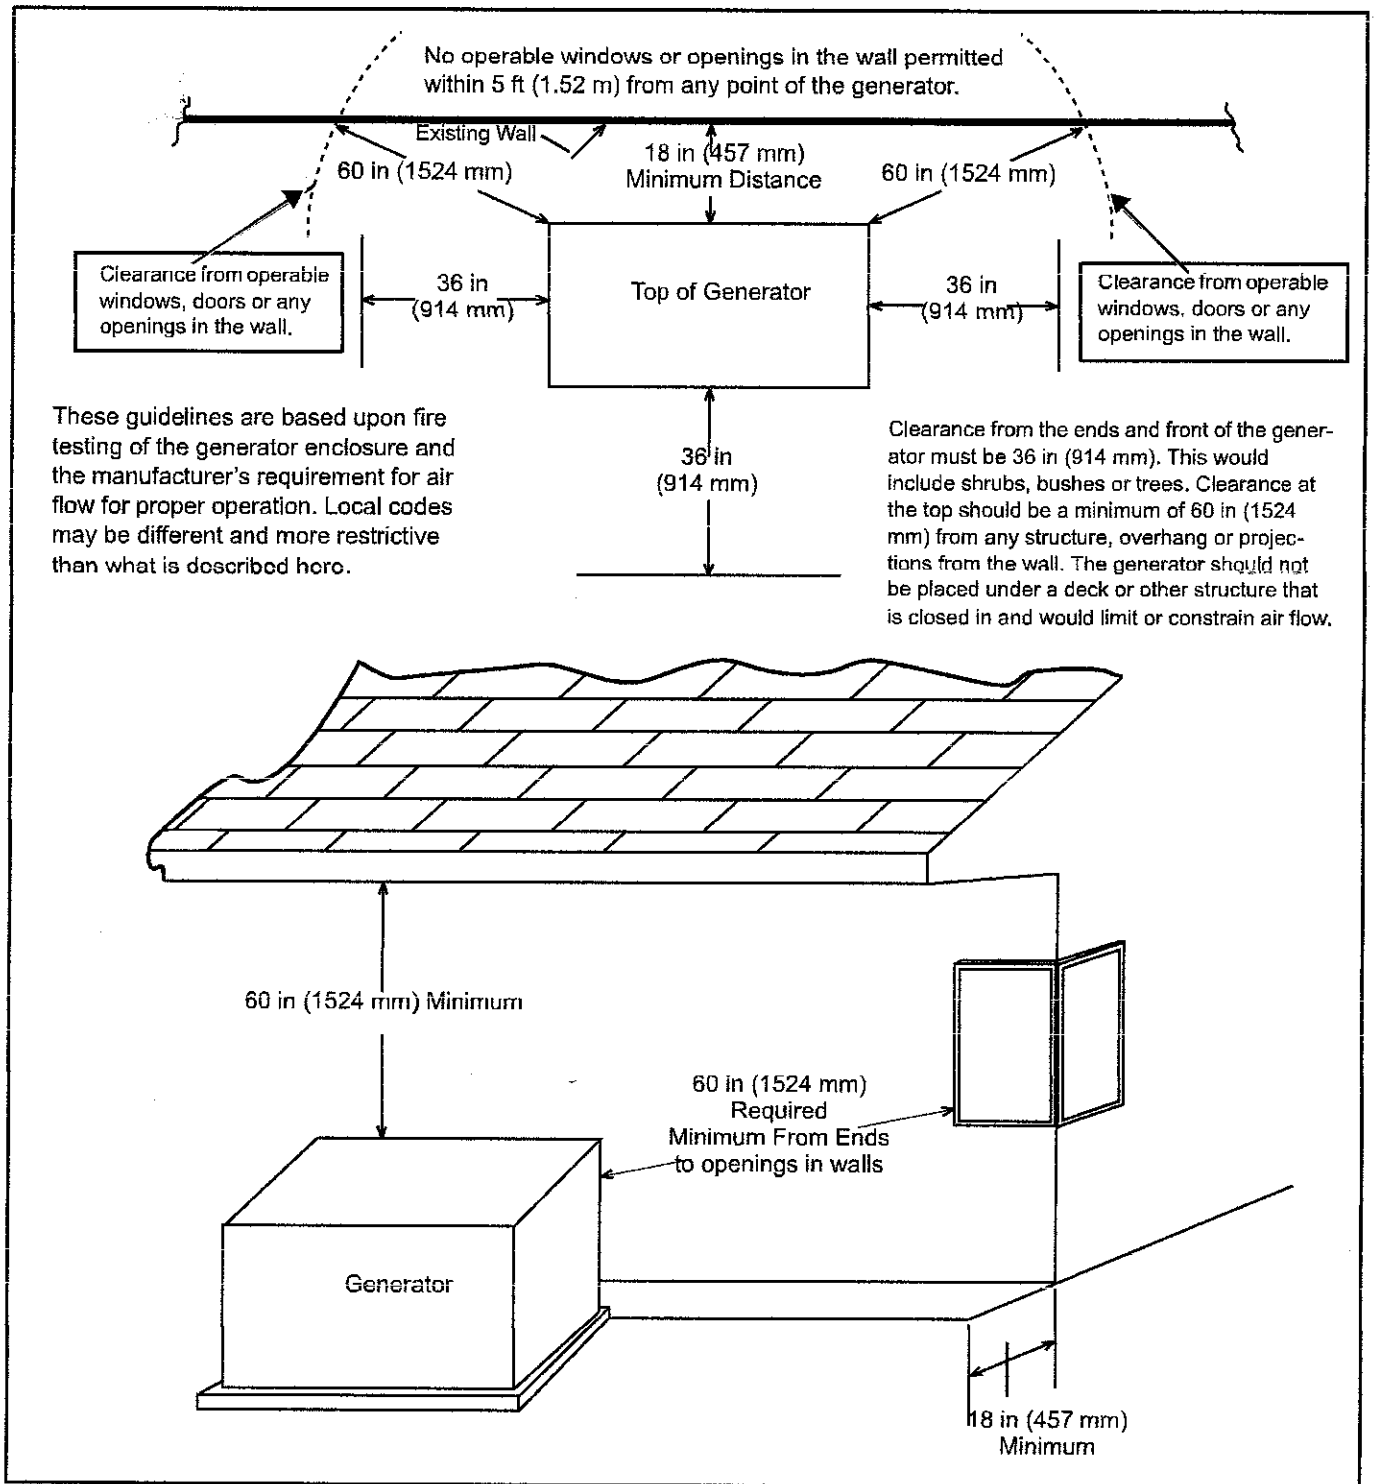 No operable windows or openings in the wall permitted
within 5 ft (1.52 m) from any point of the generator.
Existing Wall
18 in (457 mm)
Minimum Distance
60 in (1524 mm)
60 in (1524 mm)
Clearance from operable
windows, doors or any
openings in the wall.
36 in
(914 mm)
Top of Generator
36 in
(914 mm)
Clearance from operable
windows, doors or any
openings in the wall.
These guidelines are based upon fire
testing of the generator enclosure and
the manufacturer's requirement for air
flow for proper operation. Local codes
may be different and more restrictive
than what is described here.
36 in
(914 mm)
Clearance from the ends and front of the gener-
ator must be 36 in (914 mm). This would
include shrubs, bushes or trees. Clearance at
the top should be a minimum of 60 in (1524
mm) from any structure, overhang or projec-
tions from the wall. The generator should not
be placed under a deck or other structure that
is closed in and would limit or constrain air flow.
60 in (1524 mm) Minimum
60 in (1524 mm)
Required
Minimum From Ends
to openings in walls
Generator
18 in (457 mm)
Minimum